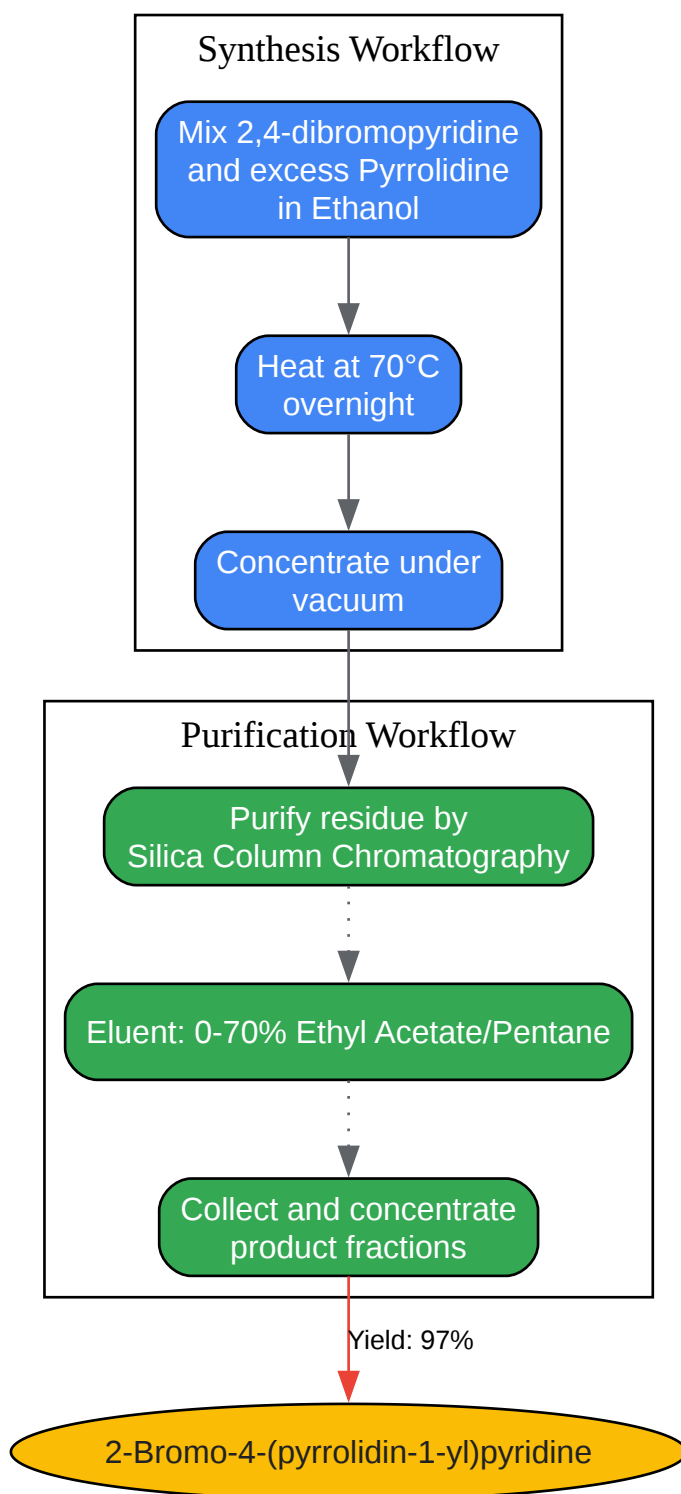 Synthesis Workflow
Mix 2,4-dibromopyridine
and excess Pyrrolidine
in Ethanol
Heat at 70°C
overnight
Concentrate under
vacuum
Purification Workflow
Purify residue by
Silica Column Chromatography
Eluent: 0-70% Ethyl Acetate/Pentane
Collect and concentrate
product fractions
Yield: 97%
2-Bromo-4-(pyrrolidin-1-yl)pyridine